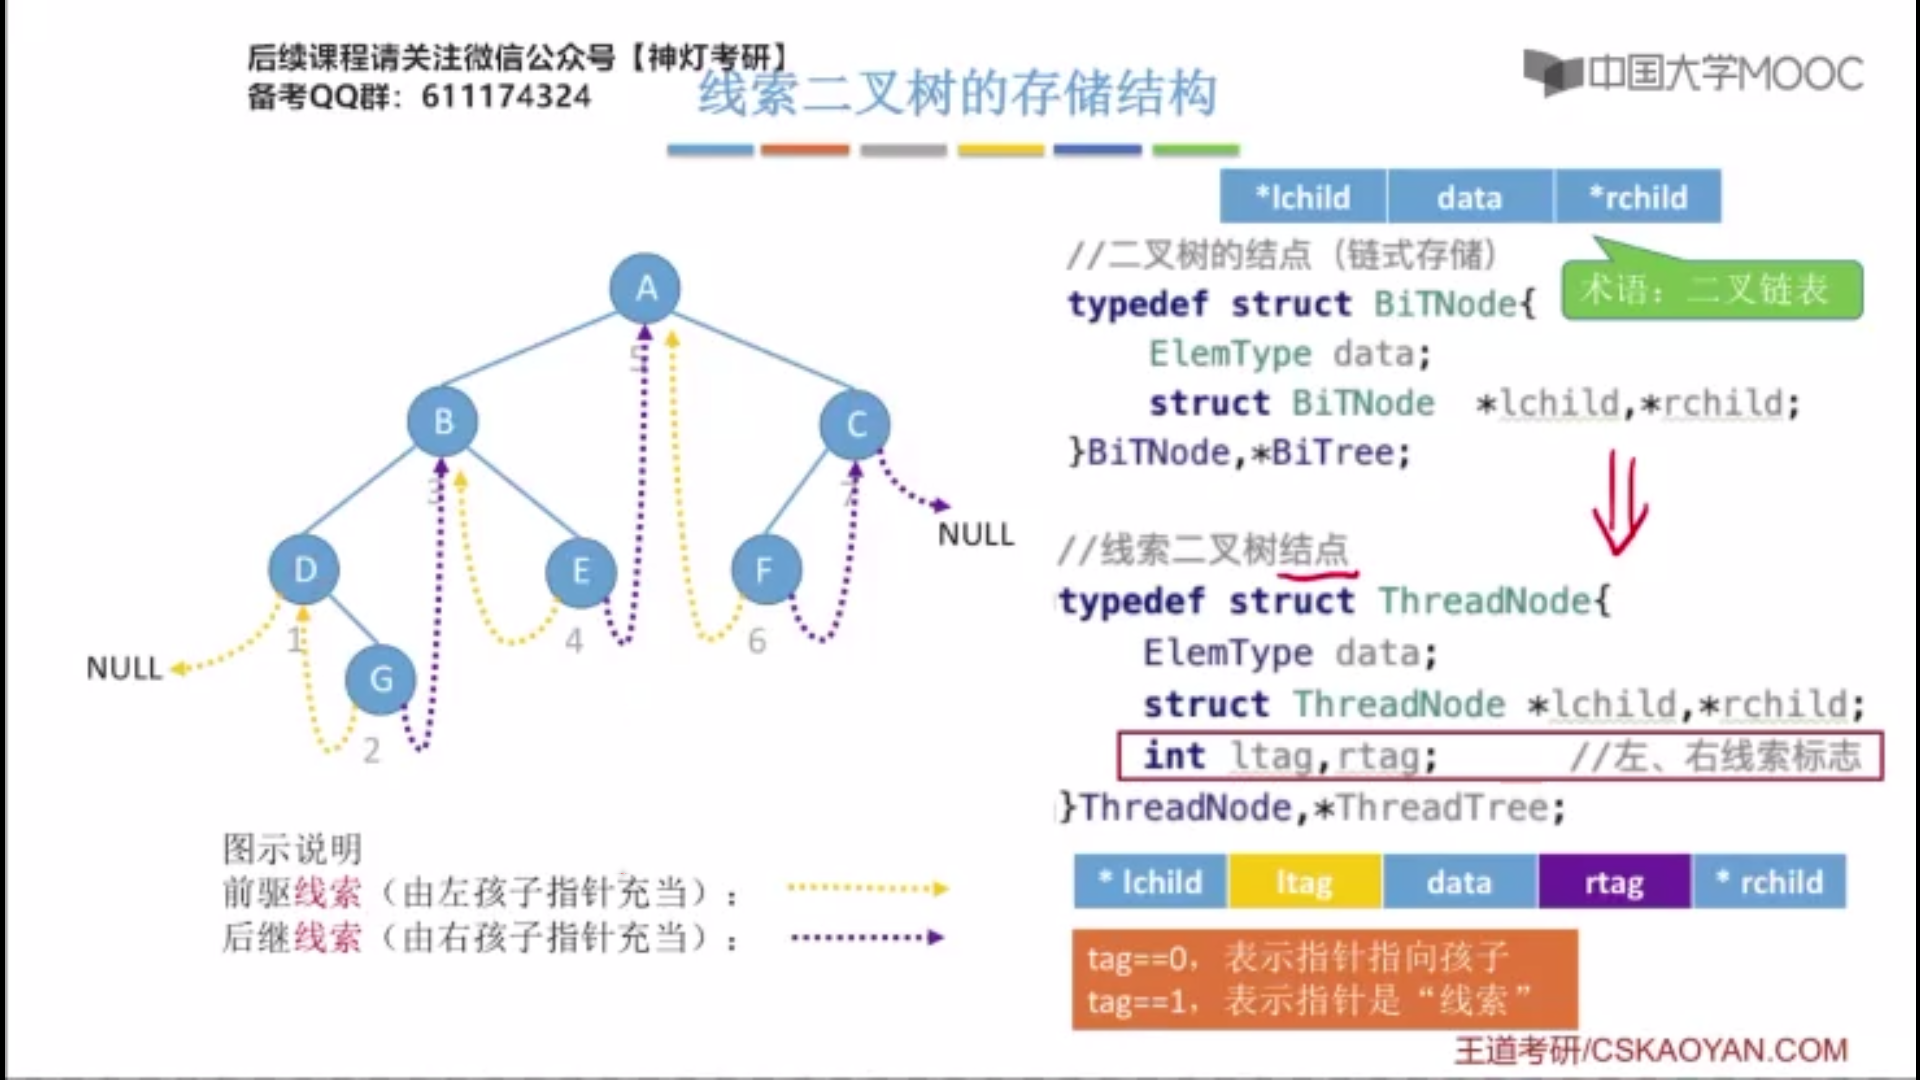 后续课程请关注微信公众号【神灯考研】
备考QQ群：611174324
线索二叉树的存储结构
中国大学MOOC
*lchild data *rchild
//二叉树的结点（链式存储）
术语：二叉链表
typedef struct BiTNode{
ElemType data;
struct BiTNode *lchild,*rchild;
}BiTNode,*BiTree;
//线索二叉树结点
typedef struct ThreadNode{
ElemType data;
struct ThreadNode *lchild,*rchild;
int ltag,rtag; //左、右线索标志
}ThreadNode,*ThreadTree;
* lchild ltag data rtag * rchild
tag==0，表示指针指向孩子
tag==1，表示指针是“线索”
A
5
B
C
3
7
NULL
D
E
F
1
4
6
NULL
G
2
图示说明
前驱线索（由左孩子指针充当）：
后继线索（由右孩子指针充当）：
王道考研/CSKAOYAN.COM